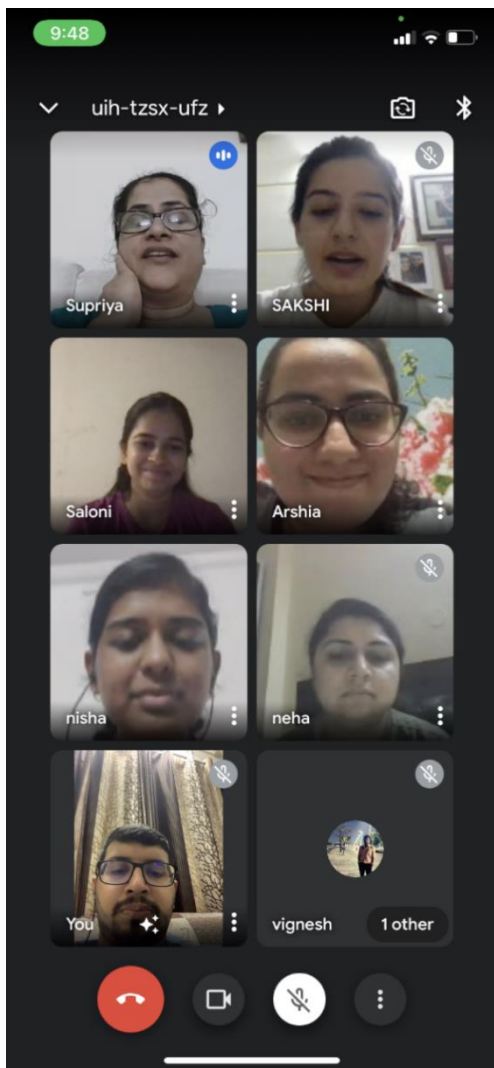 9:48
uih-tzsx-ufz
Supriya
SAKSHI
Saloni
Arshia
nisha
neha
You
vignesh
1 other